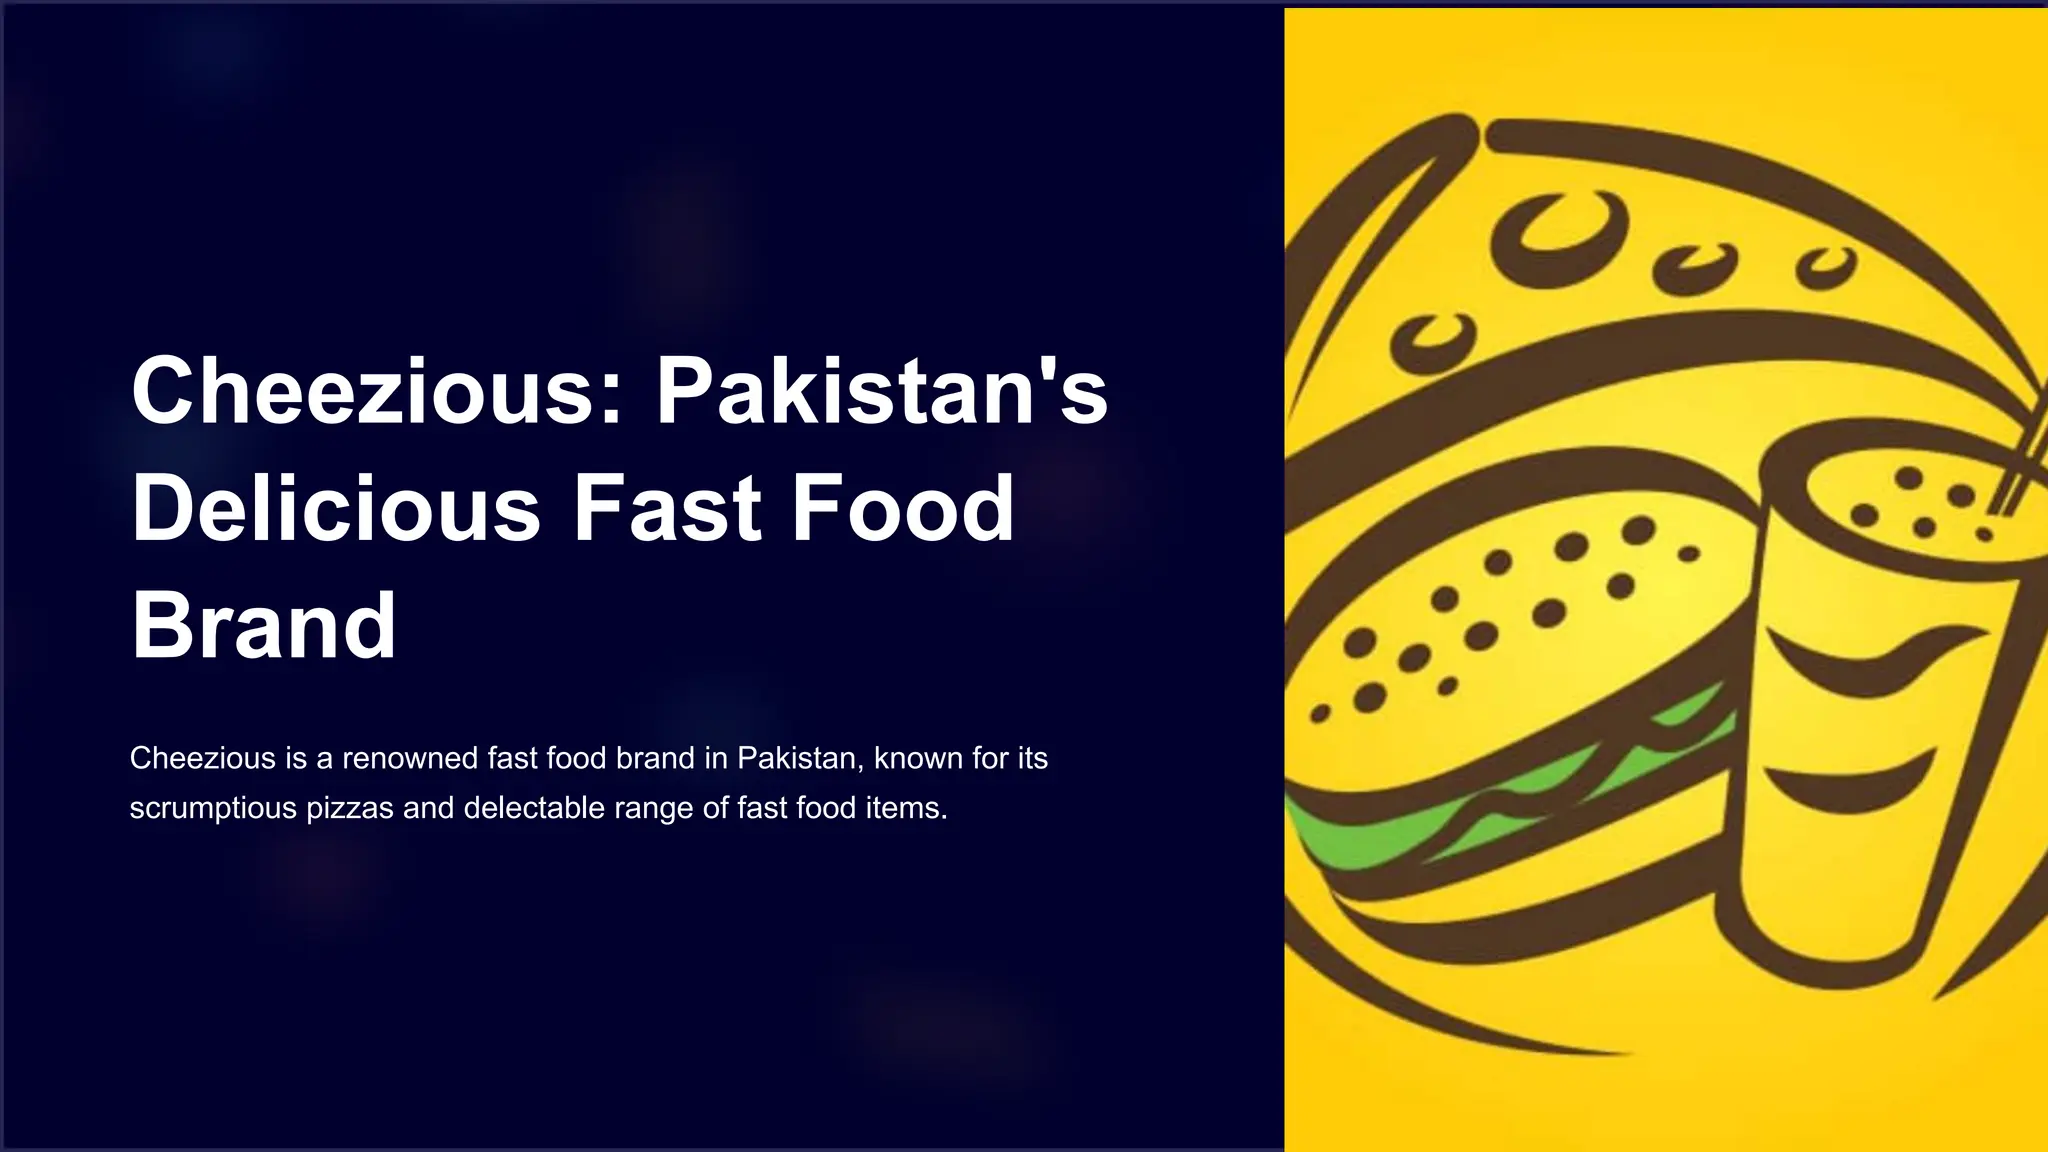 Cheezious: Pakistan's
Delicious Fast Food
Brand
Cheezious is a renowned fast food brand in Pakistan, known for its
scrumptious pizzas and delectable range of fast food items.